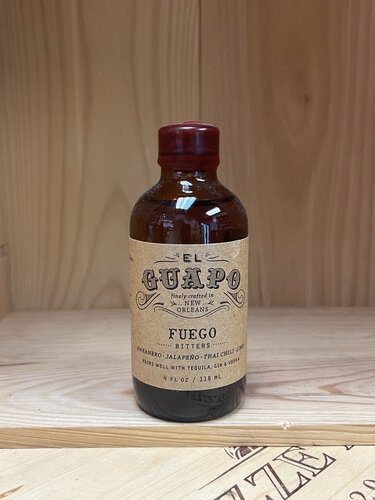 EL
GUAPO
finely crafted in
NEW
ORLEANS
FUEGO
BITTERS
HABANERO · JALAPEÑO · THAI CHILI
PAIRS WELL WITH TEQUILA, GIN & VODKA
4 FL OZ / 118 ML